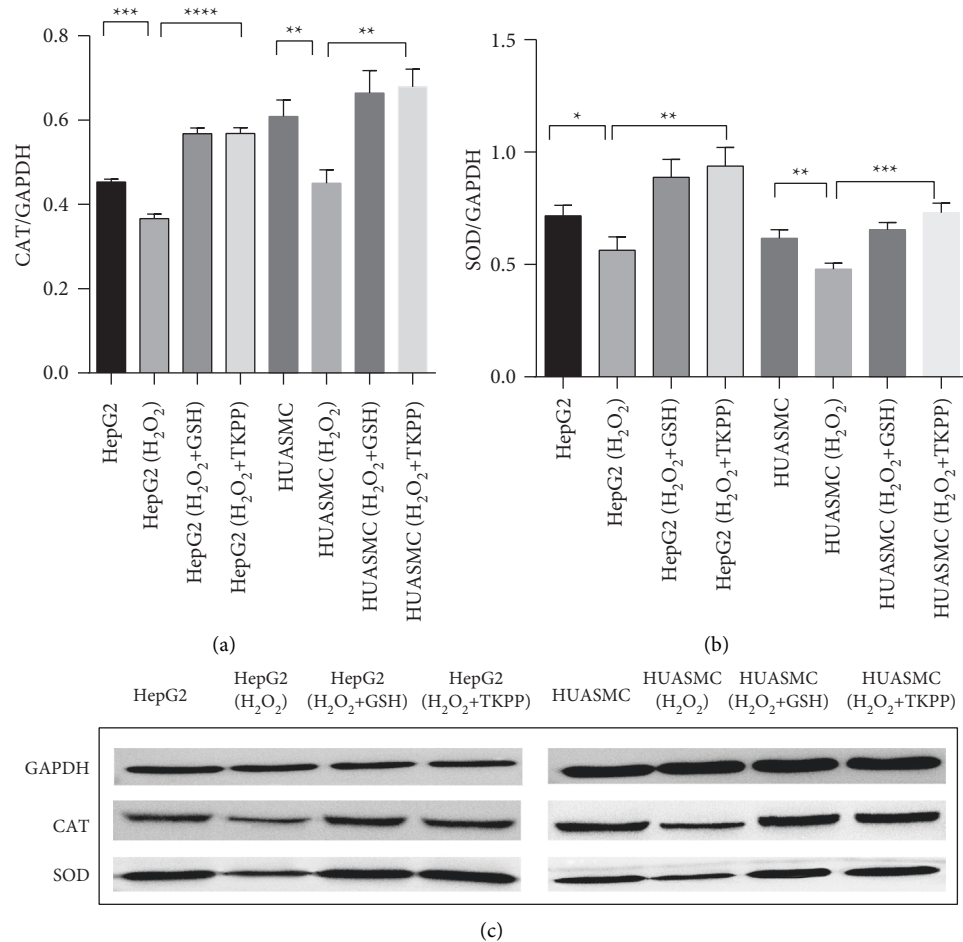 *** **** ** **
CAT/GAPDH
0.8
0.6
0.4
0.2
0.0
HepG2
HepG2 (H₂O₂)
HepG2 (H₂O₂+GSH)
HepG2 (H₂O₂+TKPP)
HUASMC
HUASMC (H₂O₂)
HUASMC (H₂O₂+GSH)
HUASMC (H₂O₂+TKPP)
(a)
* ** ** ***
SOD/GAPDH
1.5
1.0
0.5
0.0
HepG2
HepG2 (H₂O₂)
HepG2 (H₂O₂+GSH)
HepG2 (H₂O₂+TKPP)
HUASMC
HUASMC (H₂O₂)
HUASMC (H₂O₂+GSH)
HUASMC (H₂O₂+TKPP)
(b)
HepG2
HepG2
(H₂O₂)
HepG2
(H₂O₂+GSH)
HepG2
(H₂O₂+TKPP)
HUASMC
HUASMC
(H₂O₂)
HUASMC
(H₂O₂+GSH)
HUASMC
(H₂O₂+TKPP)
GAPDH
CAT
SOD
(c)